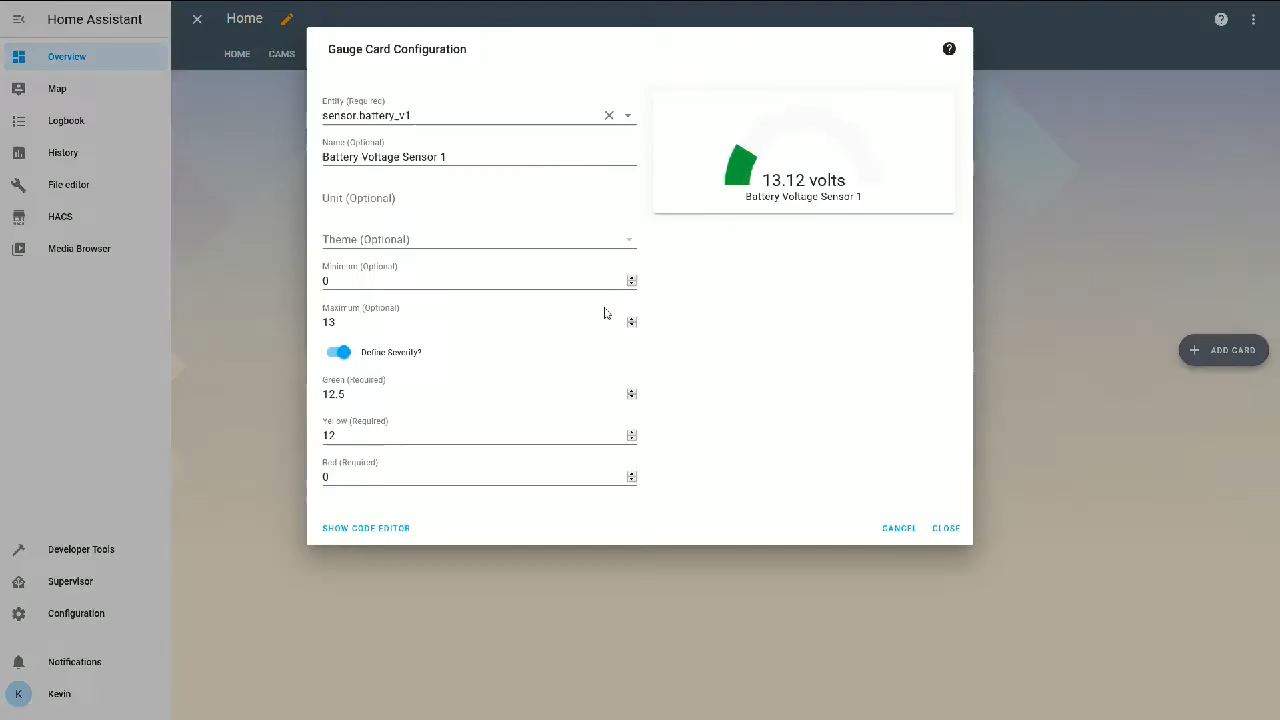 Home Assistant
Home
HOME
CAMS
Overview
Map
Logbook
History
File editor
HACS
Media Browser
Developer Tools
Supervisor
Configuration
Notifications
K
Kevin
Gauge Card Configuration
Entity (Required)
sensor.battery_v1
Name (Optional)
Battery Voltage Sensor 1
Unit (Optional)
Theme (Optional)
Minimum (Optional)
0
Maximum (Optional)
13
Define Severity?
Green (Required)
12.5
Yellow (Required)
12
Red (Required)
0
SHOW CODE EDITOR
CANCEL
CLOSE
13.12 volts
Battery Voltage Sensor 1
ADD CARD